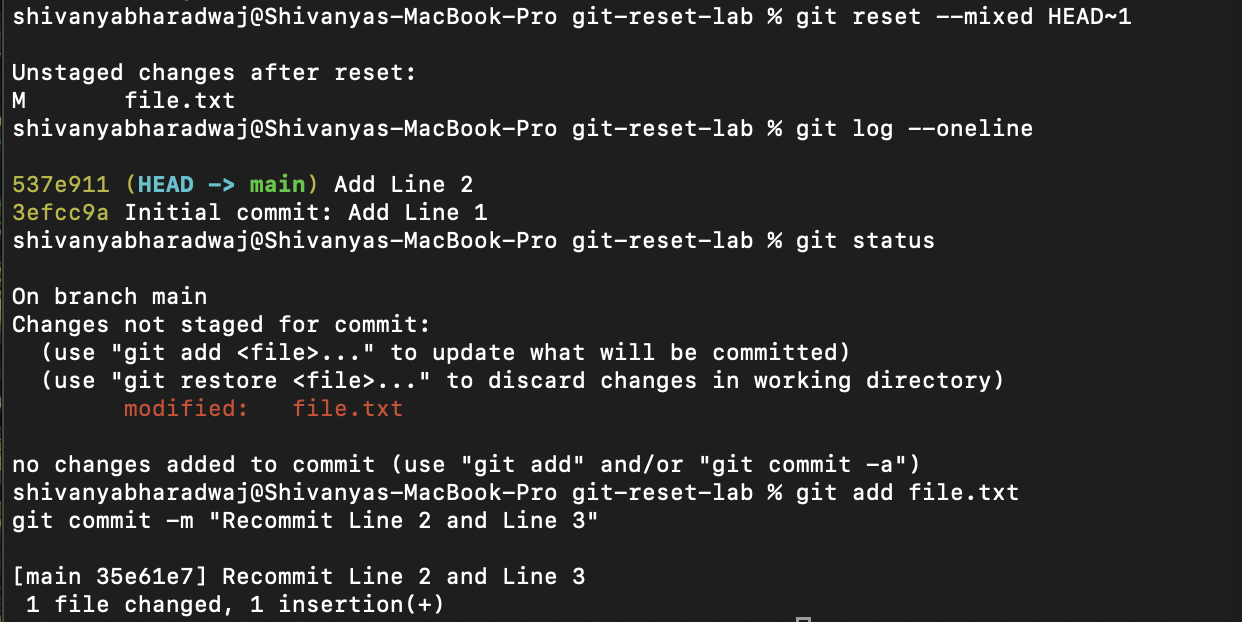 shivanyabharadwaj@Shivanyas-MacBook-Pro git-reset-lab % git reset --mixed HEAD~1
Unstaged changes after reset:
M       file.txt
shivanyabharadwaj@Shivanyas-MacBook-Pro git-reset-lab % git log --oneline
537e911 (HEAD -> main) Add Line 2
3efcc9a Initial commit: Add Line 1
shivanyabharadwaj@Shivanyas-MacBook-Pro git-reset-lab % git status
On branch main
Changes not staged for commit:
  (use "git add <file>..." to update what will be committed)
  (use "git restore <file>..." to discard changes in working directory)
        modified:   file.txt
no changes added to commit (use "git add" and/or "git commit -a")
shivanyabharadwaj@Shivanyas-MacBook-Pro git-reset-lab % git add file.txt
git commit -m "Recommit Line 2 and Line 3"
[main 35e61e7] Recommit Line 2 and Line 3
 1 file changed, 1 insertion(+)